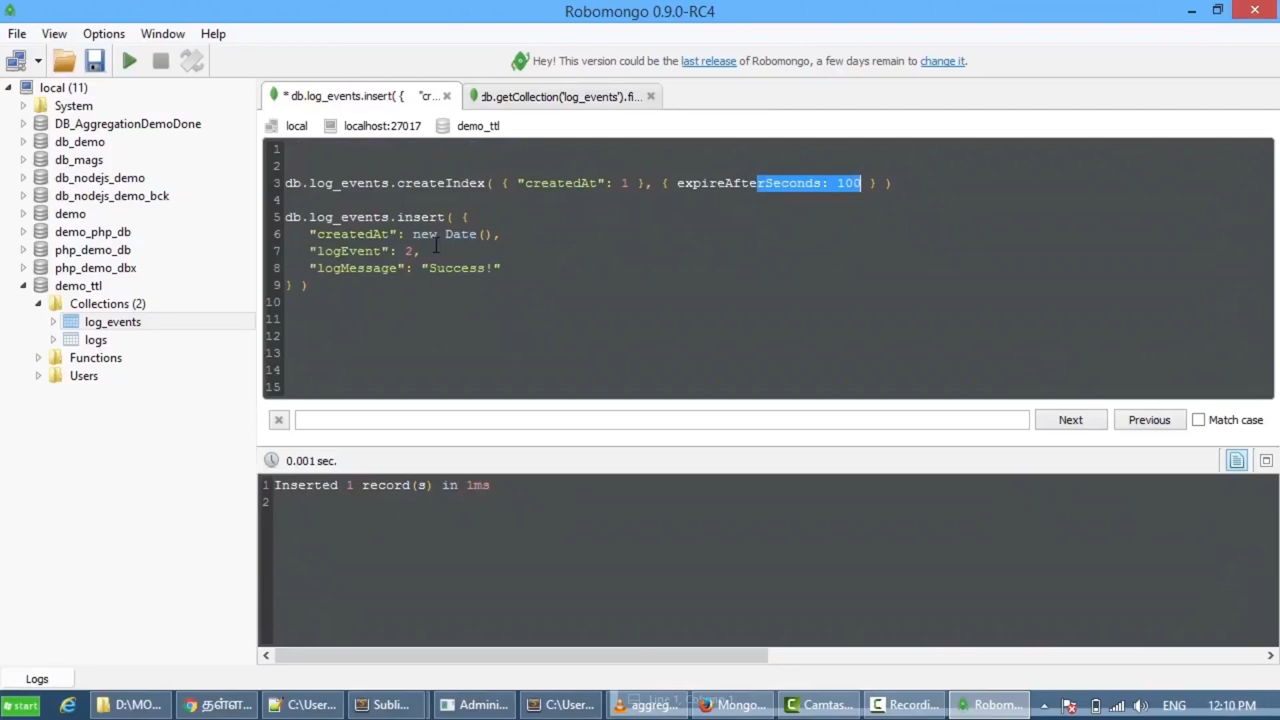 Robomongo 0.9.0-RC4
File View Options Window Help
Hey! This version could be the last release of Robomongo, a few days remain to change it.
local (11)
System
DB_AggregationDemoDone
db_demo
db_mags
db_nodejs_demo
db_nodejs_demo_bck
demo
demo_php_db
php_demo_db
php_demo_dbx
demo_ttl
Collections (2)
log_events
logs
Functions
Users
* db.log_events.insert( { "cr...
db.getCollection('log_events').fi...
local localhost:27017 demo_ttl
1
2
3 db.log_events.createIndex( { "createdAt": 1 }, { expireAfterSeconds: 100 } )
4
5 db.log_events.insert( {
6 "createdAt": new Date(),
7 "logEvent": 2,
8 "logMessage": "Success!"
9 } )
10
11
12
13
14
15
Next Previous Match case
0.001 sec.
1 Inserted 1 record(s) in 1ms
2
Logs
start D:\MO... தள்ள... C:\User... Subli... Admini... C:\User... aggreg... Mongo... Camtas... Recordi... Robom... ENG 12:10 PM